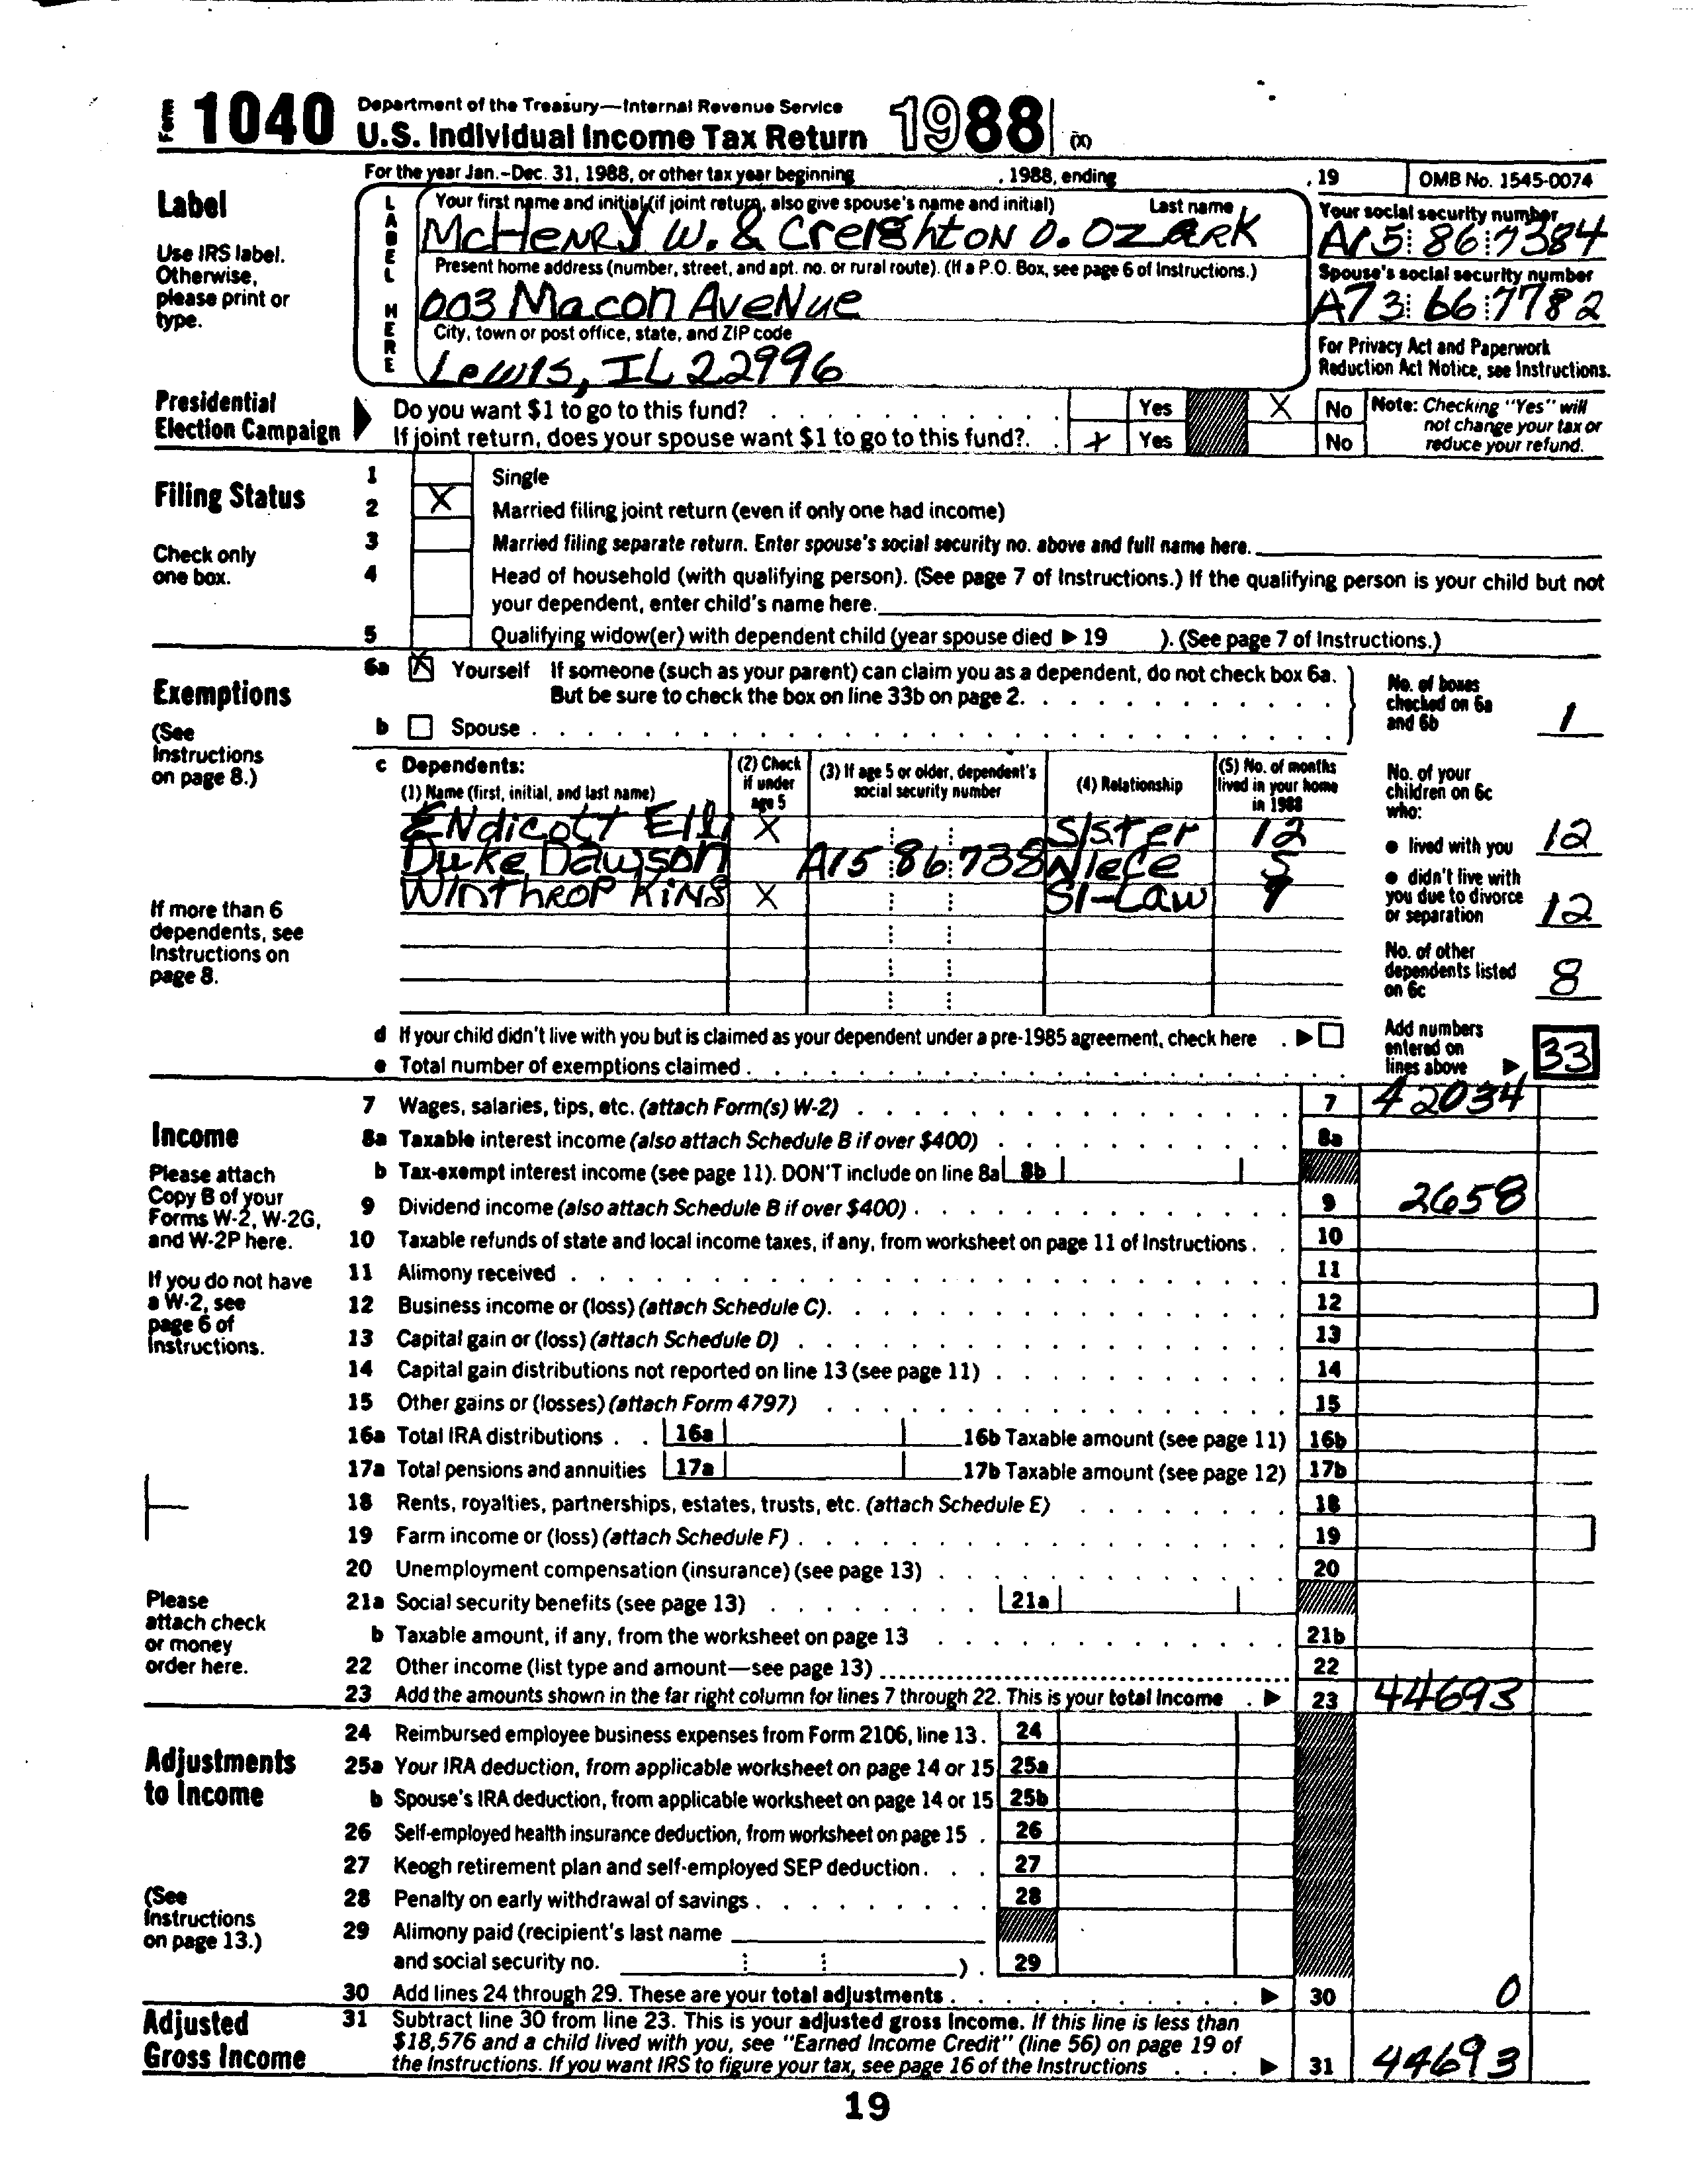 Form 1040 Department of the Treasury—Internal Revenue Service
U.S. Individual Income Tax Return 1988 (X)
For the year Jan.-Dec. 31, 1988, or other tax year beginning , 1988, ending , 19 OMB No. 1545-0074
Label
Use IRS label.
Otherwise,
please print or
type.
LABEL HERE
Your first name and initial (if joint return, also give spouse's name and initial) Last name
McHenry W. & Creighton O. Ozark
Your social security number
A15 86 7384
Present home address (number, street, and apt. no. or rural route). (If a P.O. Box, see page 6 of Instructions.)
003 Macon Avenue
Spouse's social security number
A73 66 7782
City, town or post office, state, and ZIP code
Lewis, IL 22996
For Privacy Act and Paperwork
Reduction Act Notice, see Instructions.
Presidential
Election Campaign
Do you want $1 to go to this fund? Yes X No
If joint return, does your spouse want $1 to go to this fund? X Yes No
Note: Checking "Yes" will
not change your tax or
reduce your refund.
Filing Status
Check only
one box.
1 Single
2 X Married filing joint return (even if only one had income)
3 Married filing separate return. Enter spouse's social security no. above and full name here.
4 Head of household (with qualifying person). (See page 7 of Instructions.) If the qualifying person is your child but not
your dependent, enter child's name here.
5 Qualifying widow(er) with dependent child (year spouse died ▶ 19 ). (See page 7 of Instructions.)
Exemptions
(See
Instructions
on page 8.)
6a X Yourself If someone (such as your parent) can claim you as a dependent, do not check box 6a.
But be sure to check the box on line 33b on page 2.
b Spouse
No. of boxes
checked on 6a
and 6b 1
c Dependents:
(1) Name (first, initial, and last name)
(2) Check
if under
age 5
(3) If age 5 or older, dependent's
social security number
(4) Relationship
(5) No. of months
lived in your home
in 1988
Endicott Elli X Sister 12
Duke Dawson A15 86 738 Niece 5
Winthrop King X SI-Law 9
If more than 6
dependents, see
Instructions on
page 8.
No. of your
children on 6c
who:
● lived with you 12
● didn't live with
you due to divorce
or separation 12
No. of other
dependents listed
on 6c 8
d If your child didn't live with you but is claimed as your dependent under a pre-1985 agreement, check here ▶
e Total number of exemptions claimed
Add numbers
entered on
lines above ▶ 33
Income
Please attach
Copy B of your
Forms W-2, W-2G,
and W-2P here.
If you do not have
a W-2, see
page 6 of
Instructions.
Please
attach check
or money
order here.
7 Wages, salaries, tips, etc. (attach Form(s) W-2) 7 42034
8a Taxable interest income (also attach Schedule B if over $400) 8a
b Tax-exempt interest income (see page 11). DON'T include on line 8a 8b
9 Dividend income (also attach Schedule B if over $400) 9 2658
10 Taxable refunds of state and local income taxes, if any, from worksheet on page 11 of Instructions 10
11 Alimony received 11
12 Business income or (loss) (attach Schedule C) 12
13 Capital gain or (loss) (attach Schedule D) 13
14 Capital gain distributions not reported on line 13 (see page 11) 14
15 Other gains or (losses) (attach Form 4797) 15
16a Total IRA distributions 16a 16b Taxable amount (see page 11) 16b
17a Total pensions and annuities 17a 17b Taxable amount (see page 12) 17b
18 Rents, royalties, partnerships, estates, trusts, etc. (attach Schedule E) 18
19 Farm income or (loss) (attach Schedule F) 19
20 Unemployment compensation (insurance) (see page 13) 20
21a Social security benefits (see page 13) 21a
b Taxable amount, if any, from the worksheet on page 13 21b
22 Other income (list type and amount—see page 13) 22
23 Add the amounts shown in the far right column for lines 7 through 22. This is your total income ▶ 23 44693
Adjustments
to Income
(See
Instructions
on page 13.)
24 Reimbursed employee business expenses from Form 2106, line 13. 24
25a Your IRA deduction, from applicable worksheet on page 14 or 15 25a
b Spouse's IRA deduction, from applicable worksheet on page 14 or 15 25b
26 Self-employed health insurance deduction, from worksheet on page 15 26
27 Keogh retirement plan and self-employed SEP deduction 27
28 Penalty on early withdrawal of savings 28
29 Alimony paid (recipient's last name
and social security no. ) 29
30 Add lines 24 through 29. These are your total adjustments ▶ 30 0
Adjusted
Gross Income
31 Subtract line 30 from line 23. This is your adjusted gross income. If this line is less than
$18,576 and a child lived with you, see "Earned Income Credit" (line 56) on page 19 of
the Instructions. If you want IRS to figure your tax, see page 16 of the Instructions ▶ 31 44693
19